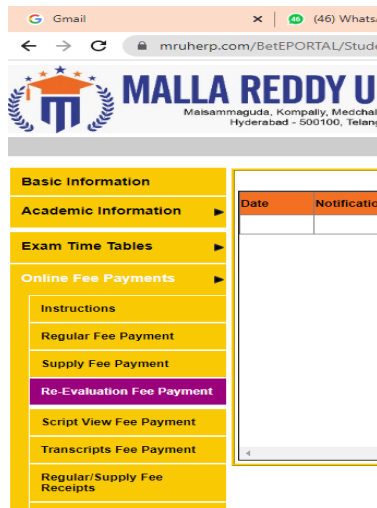 Gmail
(46) Whats
mruherp.com/BetEPORTAL/Stude
MALLA REDDY U
Maisammaguda, Kompally, Medchal
Hyderabad - 500100, Telan
Basic Information
Academic Information
Date Notificatio
Exam Time Tables
Online Fee Payments
Instructions
Regular Fee Payment
Supply Fee Payment
Re-Evaluation Fee Payment
Script View Fee Payment
Transcripts Fee Payment
Regular/Supply Fee
Receipts